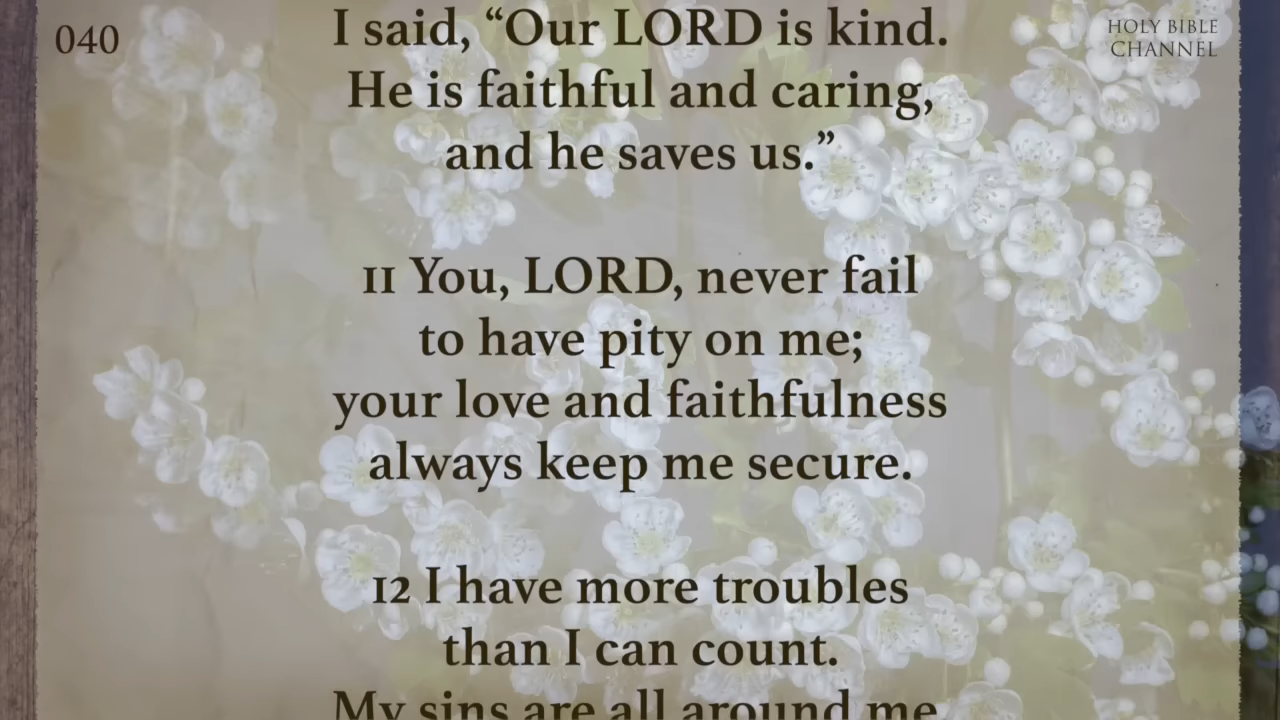 040
HOLY BIBLE
CHANNEL
I said, “Our LORD is kind.
He is faithful and caring,
and he saves us.”
11 You, LORD, never fail
to have pity on me;
your love and faithfulness
always keep me secure.
12 I have more troubles
than I can count.
My sins are all around me